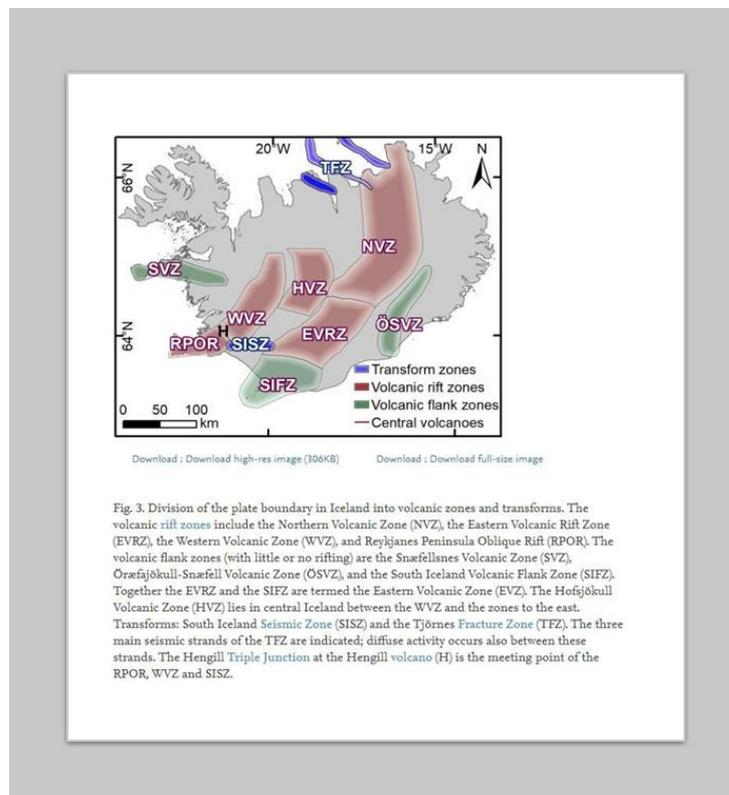 20°W
15°W
N
66°N
TFZ
NVZ
SVZ
HVZ
WVZ
H
EVRZ
ÖSVZ
64°N
RPOR
SISZ
SIFZ
Transform zones
Volcanic rift zones
Volcanic flank zones
Central volcanoes
0 50 100
km
Download : Download high-res image (306KB) Download : Download full-size image
Fig. 3. Division of the plate boundary in Iceland into volcanic zones and transforms. The
volcanic rift zones include the Northern Volcanic Zone (NVZ), the Eastern Volcanic Rift Zone
(EVRZ), the Western Volcanic Zone (WVZ), and Reykjanes Peninsula Oblique Rift (RPOR). The
volcanic flank zones (with little or no rifting) are the Snæfellsnes Volcanic Zone (SVZ),
Öræfajökull-Snæfell Volcanic Zone (ÖSVZ), and the South Iceland Volcanic Flank Zone (SIFZ).
Together the EVRZ and the SIFZ are termed the Eastern Volcanic Zone (EVZ). The Hofsjökull
Volcanic Zone (HVZ) lies in central Iceland between the WVZ and the zones to the east.
Transforms: South Iceland Seismic Zone (SISZ) and the Tjörnes Fracture Zone (TFZ). The three
main seismic strands of the TFZ are indicated; diffuse activity occurs also between these
strands. The Hengill Triple Junction at the Hengill volcano (H) is the meeting point of the
RPOR, WVZ and SISZ.